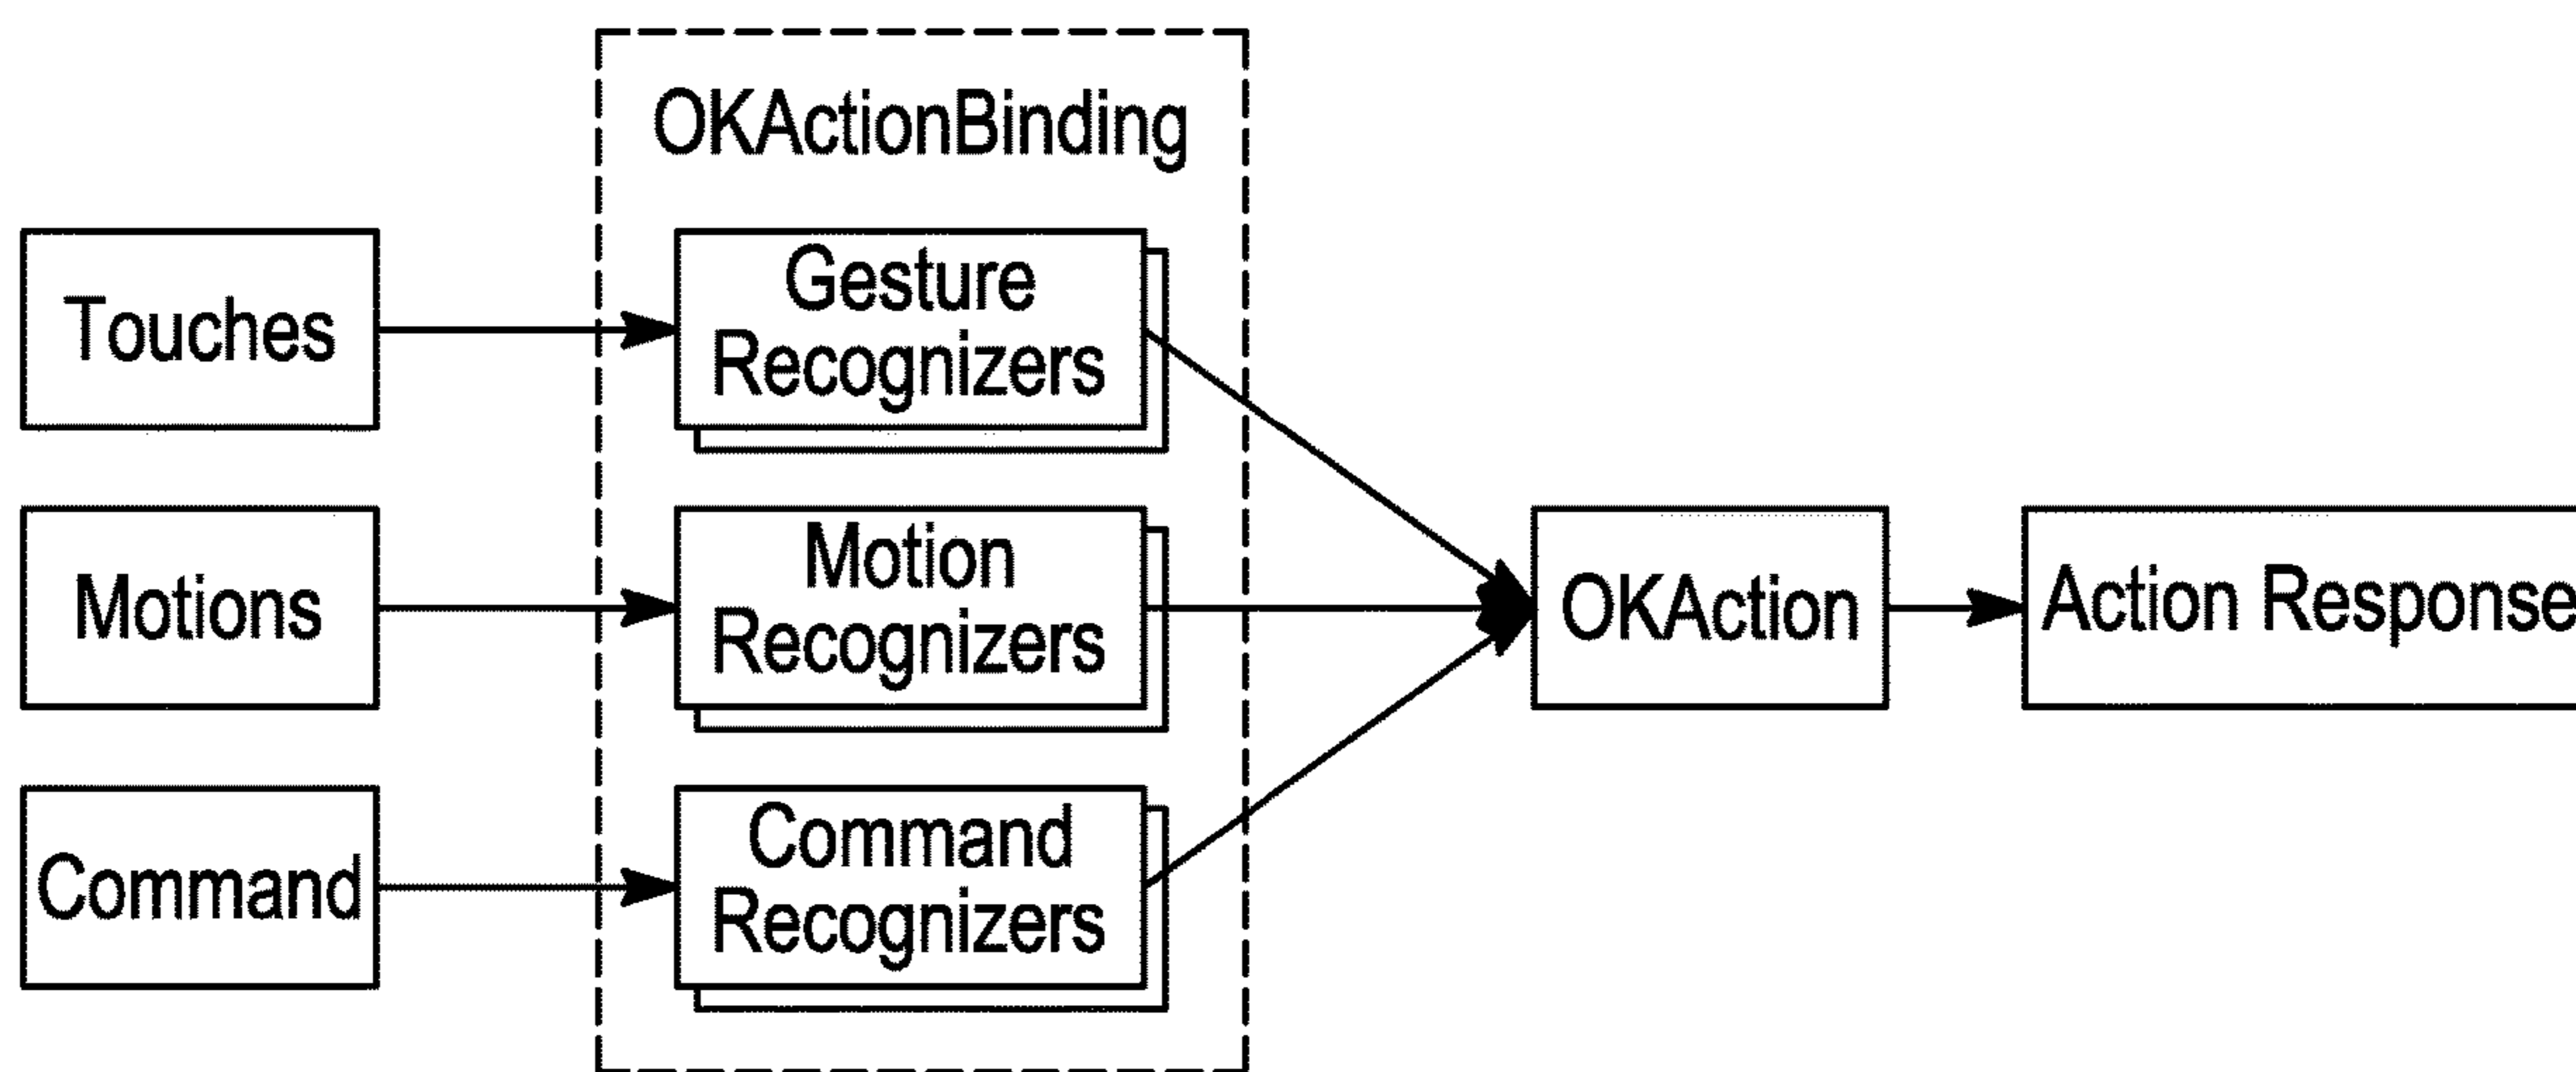 OKActionBinding
Touches
Gesture
Recognizers
Motions
Motion
Recognizers
OKAction
Action Response
Command
Command
Recognizers